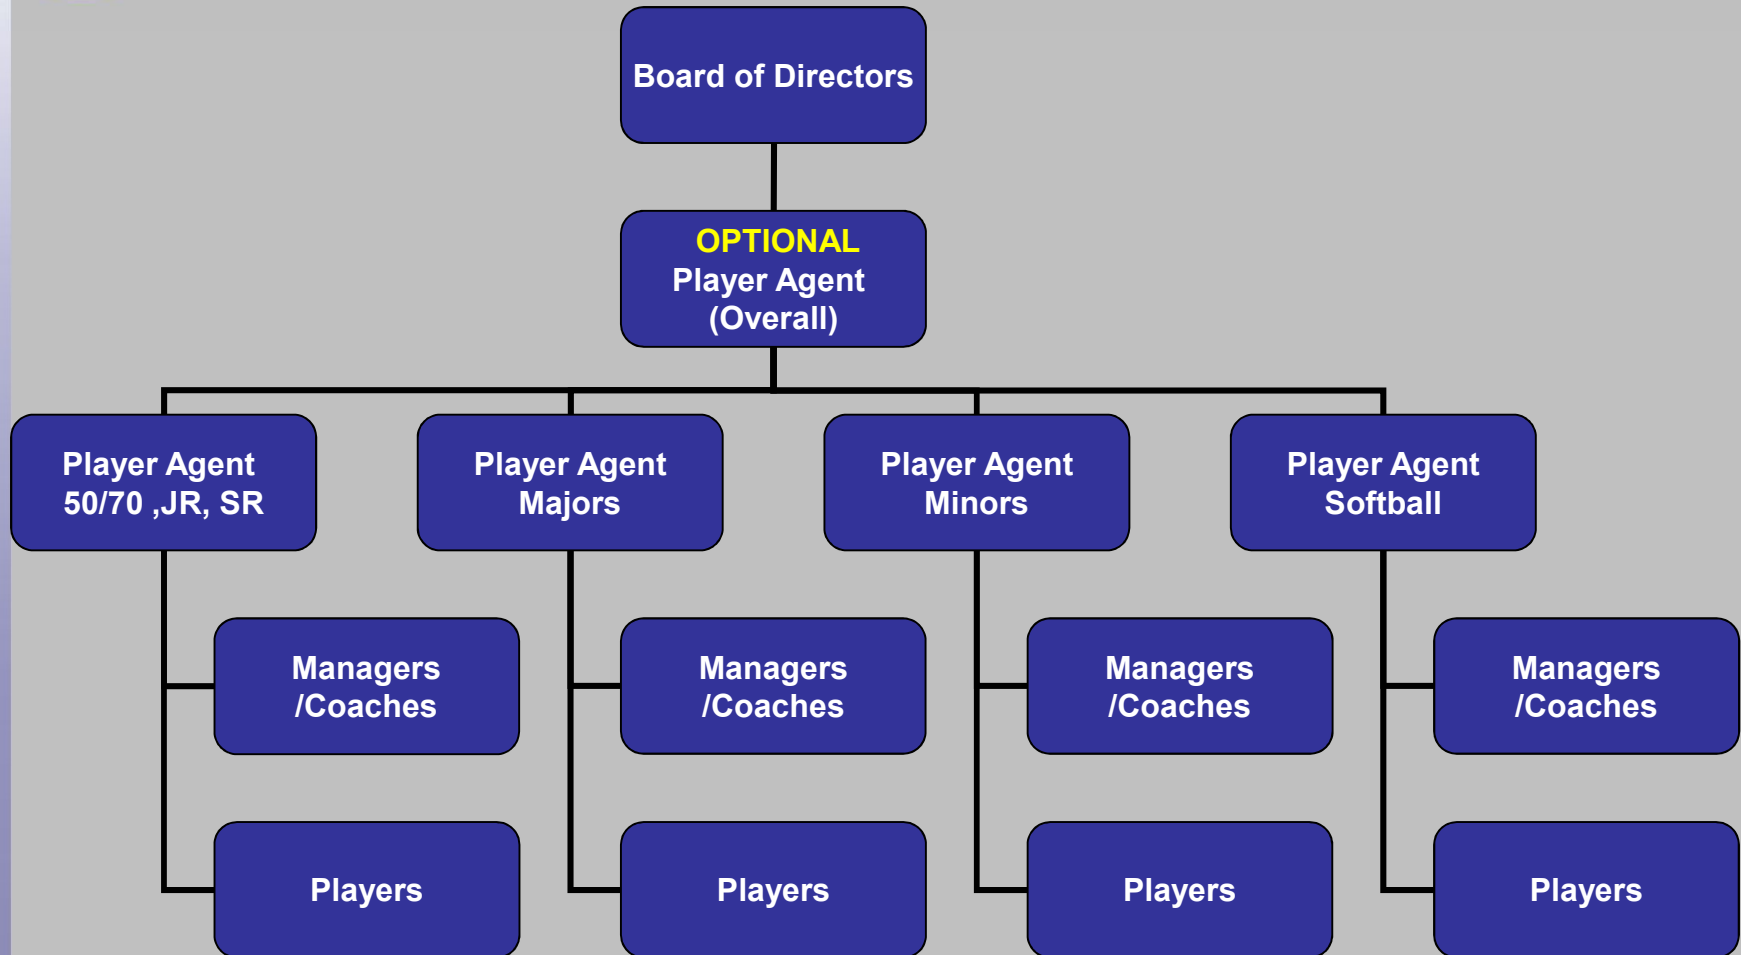 Board of Directors
OPTIONAL
Player Agent
(Overall)
Player Agent
50/70 ,JR, SR
Player Agent
Majors
Player Agent
Minors
Player Agent
Softball
Managers
/Coaches
Managers
/Coaches
Managers
/Coaches
Managers
/Coaches
Players
Players
Players
Players